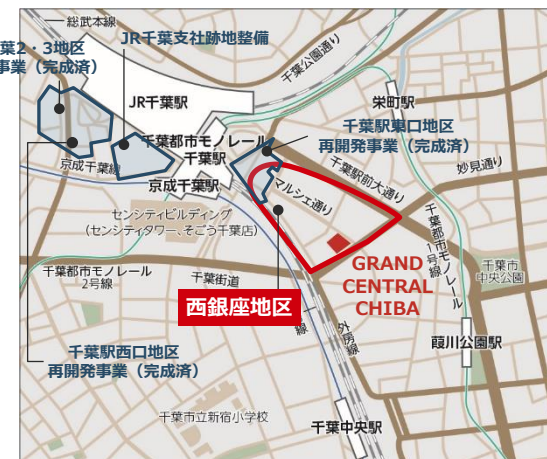 総武本線
葉2・3地区
事業（完成済）
JR千葉支社跡地整備
千葉公園通り
JR千葉駅
栄町駅
千葉都市モノレール
千葉駅
千葉駅東口地区
再開発事業（完成済）
京成千葉線
京成千葉駅
千葉駅前大通り
妙見通り
マルシェ通り
センシティビルディング
（センシティタワー、そごう千葉店）
千葉都市モノレール
1号線
千葉都市モノレール
2号線
千葉街道
GRAND
CENTRAL
CHIBA
千葉市
中央公園
西銀座地区
線
外房線
葭川公園駅
千葉駅西口地区
再開発事業（完成済）
千葉市立新宿小学校
千葉中央駅